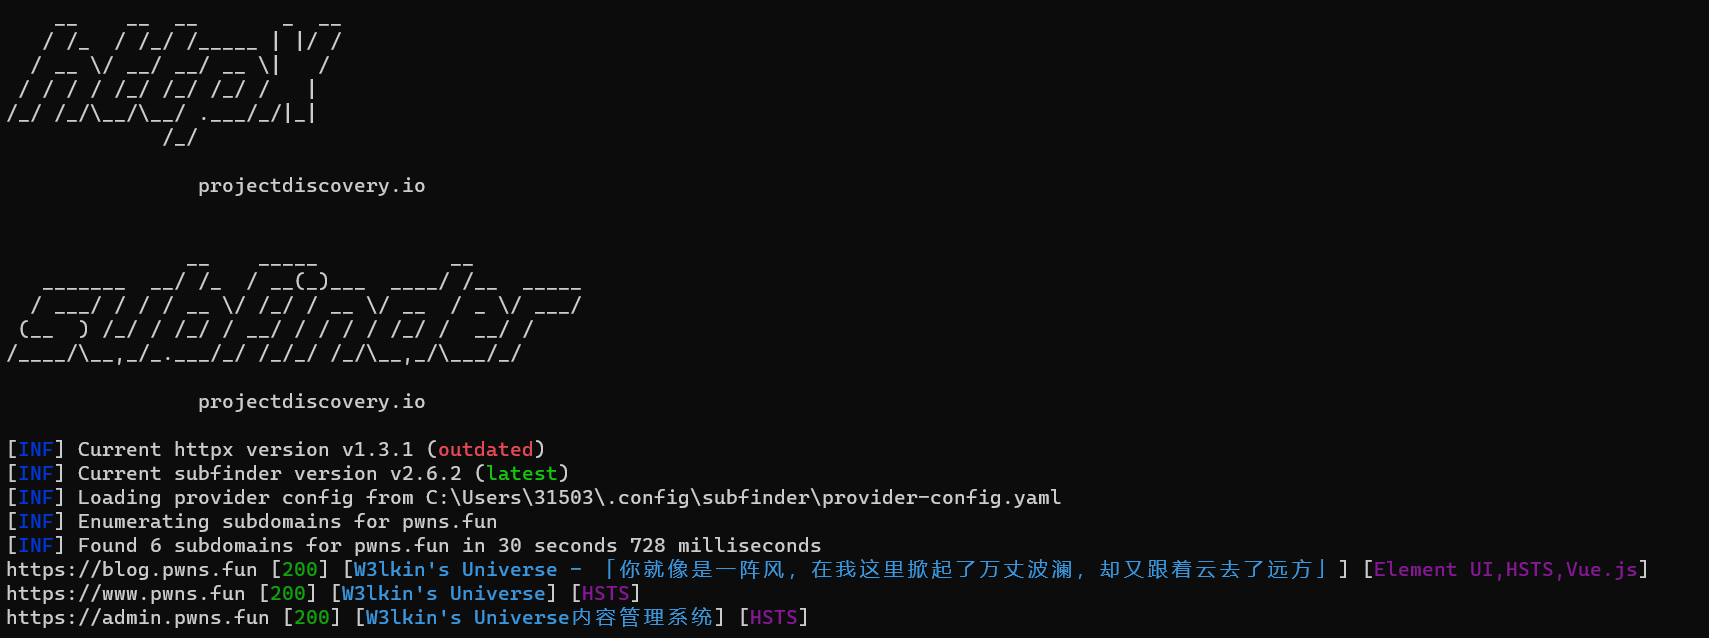 __    __  __       _  __
   / /_  / /_/ /_____ | |/ /
  / __ \/ __/ __/ __ \|   /
 / / / / /_/ /_/ /_/ /   |
/_/ /_/\__/\__/ .___/_/|_|
             /_/
projectdiscovery.io
               __    _____           __
   _______  __/ /_  / __(_)___  ____/ /__  _____
  / ___/ / / / __ \/ /_/ / __ \/ __  / _ \/ ___/
 (__  ) /_/ / /_/ / __/ / / / / /_/ /  __/ /
/____/\__,_/_.___/_/ /_/_/ /_/\__,_/\___/_/
projectdiscovery.io
[INF] Current httpx version v1.3.1 (outdated)
[INF] Current subfinder version v2.6.2 (latest)
[INF] Loading provider config from C:\Users\31503\.config\subfinder\provider-config.yaml
[INF] Enumerating subdomains for pwns.fun
[INF] Found 6 subdomains for pwns.fun in 30 seconds 728 milliseconds
https://blog.pwns.fun [200] [W3lkin's Universe - 「你就像是一阵风，在我这里掀起了万丈波澜，却又跟着云去了远方」] [Element UI,HSTS,Vue.js]
https://www.pwns.fun [200] [W3lkin's Universe] [HSTS]
https://admin.pwns.fun [200] [W3lkin's Universe内容管理系统] [HSTS]